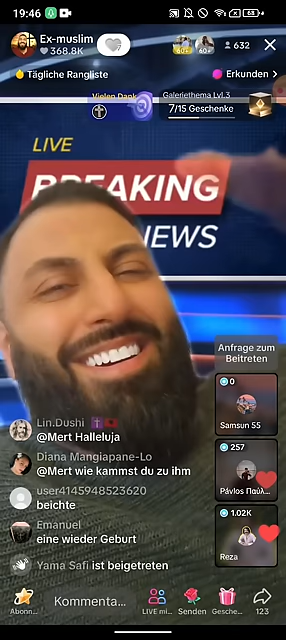 19:46
68
Ex-muslim
368.8K
60+
60+
632
Tägliche Rangliste
Erkunden >
Vielen Dank
Galeriethema Lvl.3
7/15 Geschenke
LIVE
BREAKING
NEWS
Anfrage zum
Beitreten
0
Samsun 55
257
Pávlos Παύλ...
1.02K
Reza
Lin.Dushi
@Mert Halleluja
Diana Mangiapane-Lo
@Mert wie kammst du zu ihm
user4145948523620
beichte
Emanuel
eine wieder Geburt
Yama Safi ist beigetreten
Abonn...
Kommenta...
LIVE mi...
Senden
Gesche...
123